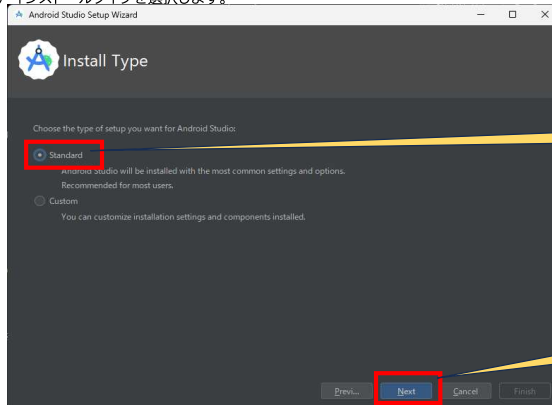 インストールタイプを選択します。
Android Studio Setup Wizard
Install Type
Choose the type of setup you want for Android Studio:
Standard
Android Studio will be installed with the most common settings and options.
Recommended for most users.
Custom
You can customize installation settings and components installed.
Previ... Next Cancel Finish